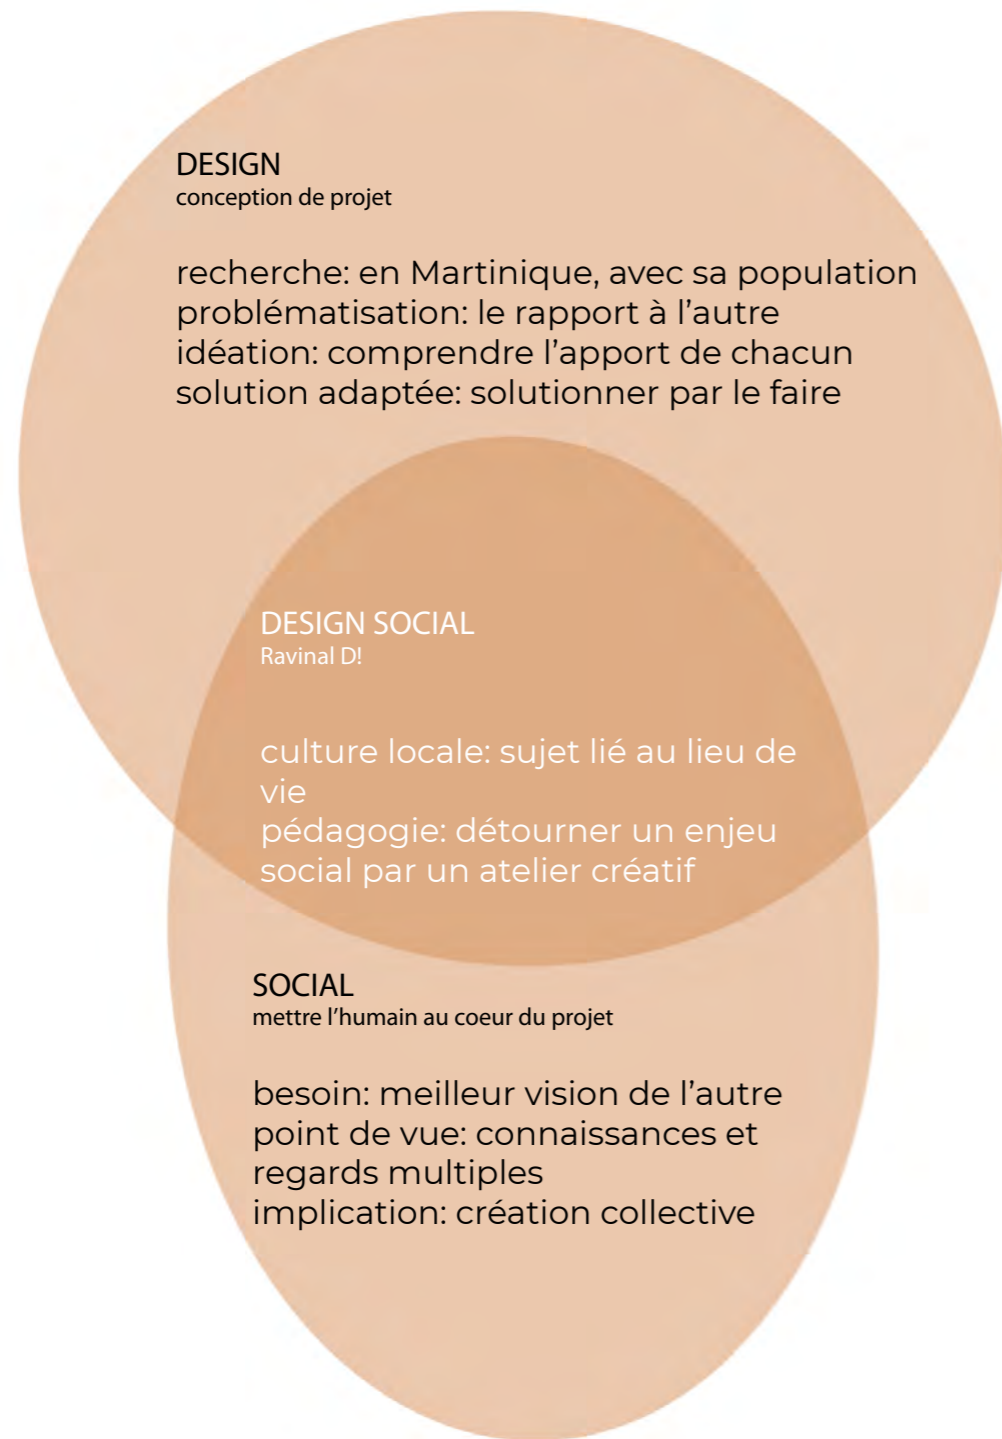 DESIGN
conception de projet
recherche: en Martinique, avec sa population
problématisation: le rapport à l'autre
idéation: comprendre l'apport de chacun
solution adaptée: solutionner par le faire
DESIGN SOCIAL
Ravinal D!
culture locale: sujet lié au lieu de
vie
pédagogie: détourner un enjeu
social par un atelier créatif
SOCIAL
mettre l'humain au coeur du projet
besoin: meilleur vision de l'autre
point de vue: connaissances et
regards multiples
implication: création collective